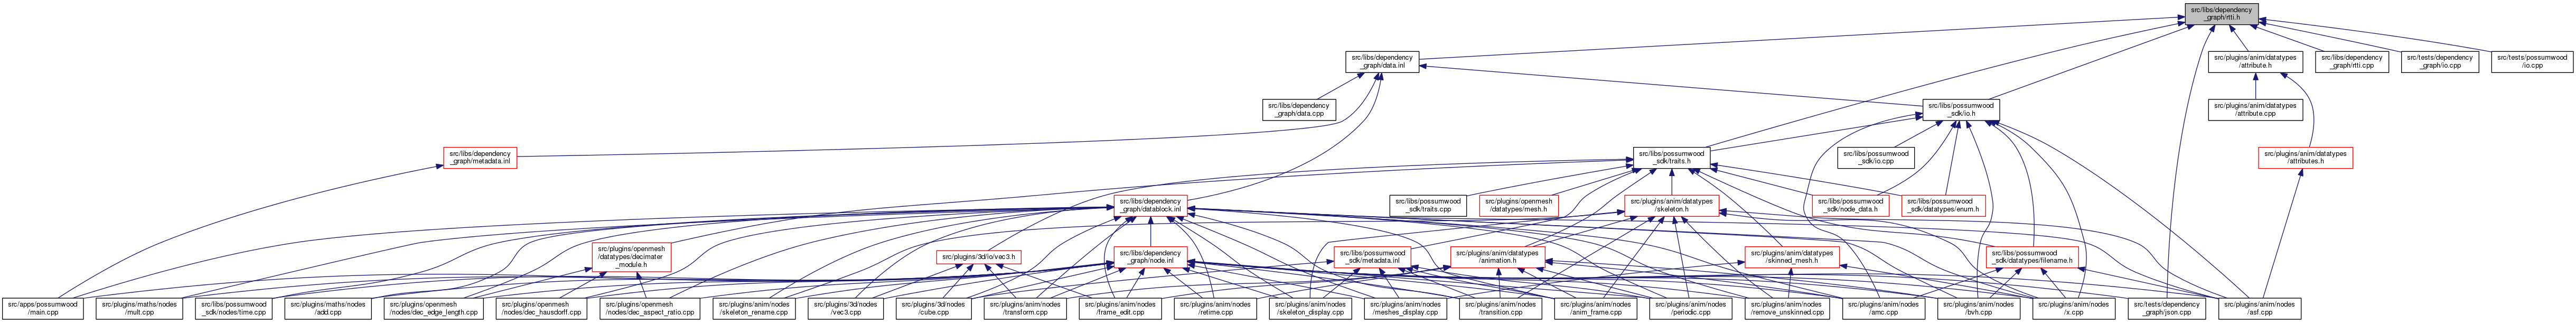 src/libs/dependency
_graph/rtti.h
src/libs/dependency
_graph/data.inl
src/plugins/anim/datatypes
/attribute.h
src/libs/dependency
_graph/rtti.cpp
src/tests/dependency
_graph/io.cpp
src/tests/possumwood
/io.cpp
src/libs/dependency
_graph/data.cpp
src/libs/possumwood
_sdk/io.h
src/plugins/anim/datatypes
/attribute.cpp
src/libs/dependency
_graph/metadata.inl
src/libs/possumwood
_sdk/traits.h
src/libs/possumwood
_sdk/io.cpp
src/plugins/anim/datatypes
/attributes.h
src/libs/dependency
_graph/datablock.inl
src/libs/possumwood
_sdk/traits.cpp
src/plugins/openmesh
/datatypes/mesh.h
src/plugins/anim/datatypes
/skeleton.h
src/libs/possumwood
_sdk/node_data.h
src/libs/possumwood
_sdk/datatypes/enum.h
src/plugins/openmesh
/datatypes/decimater
_module.h
src/plugins/3d/io/vec3.h
src/libs/dependency
_graph/node.inl
src/libs/possumwood
_sdk/metadata.inl
src/plugins/anim/datatypes
/animation.h
src/plugins/anim/datatypes
/skinned_mesh.h
src/libs/possumwood
_sdk/datatypes/filename.h
src/apps/possumwood
/main.cpp
src/plugins/maths/nodes
/mult.cpp
src/libs/possumwood
_sdk/nodes/time.cpp
src/plugins/maths/nodes
/add.cpp
src/plugins/openmesh
/nodes/dec_edge_length.cpp
src/plugins/openmesh
/nodes/dec_hausdorff.cpp
src/plugins/openmesh
/nodes/dec_aspect_ratio.cpp
src/plugins/anim/nodes
/skeleton_rename.cpp
src/plugins/3d/nodes
/vec3.cpp
src/plugins/3d/nodes
/cube.cpp
src/plugins/anim/nodes
/transform.cpp
src/plugins/anim/nodes
/frame_edit.cpp
src/plugins/anim/nodes
/retime.cpp
src/plugins/anim/nodes
/skeleton_display.cpp
src/plugins/anim/nodes
/meshes_display.cpp
src/plugins/anim/nodes
/transition.cpp
src/plugins/anim/nodes
/anim_frame.cpp
src/plugins/anim/nodes
/periodic.cpp
src/plugins/anim/nodes
/remove_unskinned.cpp
src/plugins/anim/nodes
/amc.cpp
src/plugins/anim/nodes
/bvh.cpp
src/plugins/anim/nodes
/x.cpp
src/tests/dependency
_graph/json.cpp
src/plugins/anim/nodes
/asf.cpp